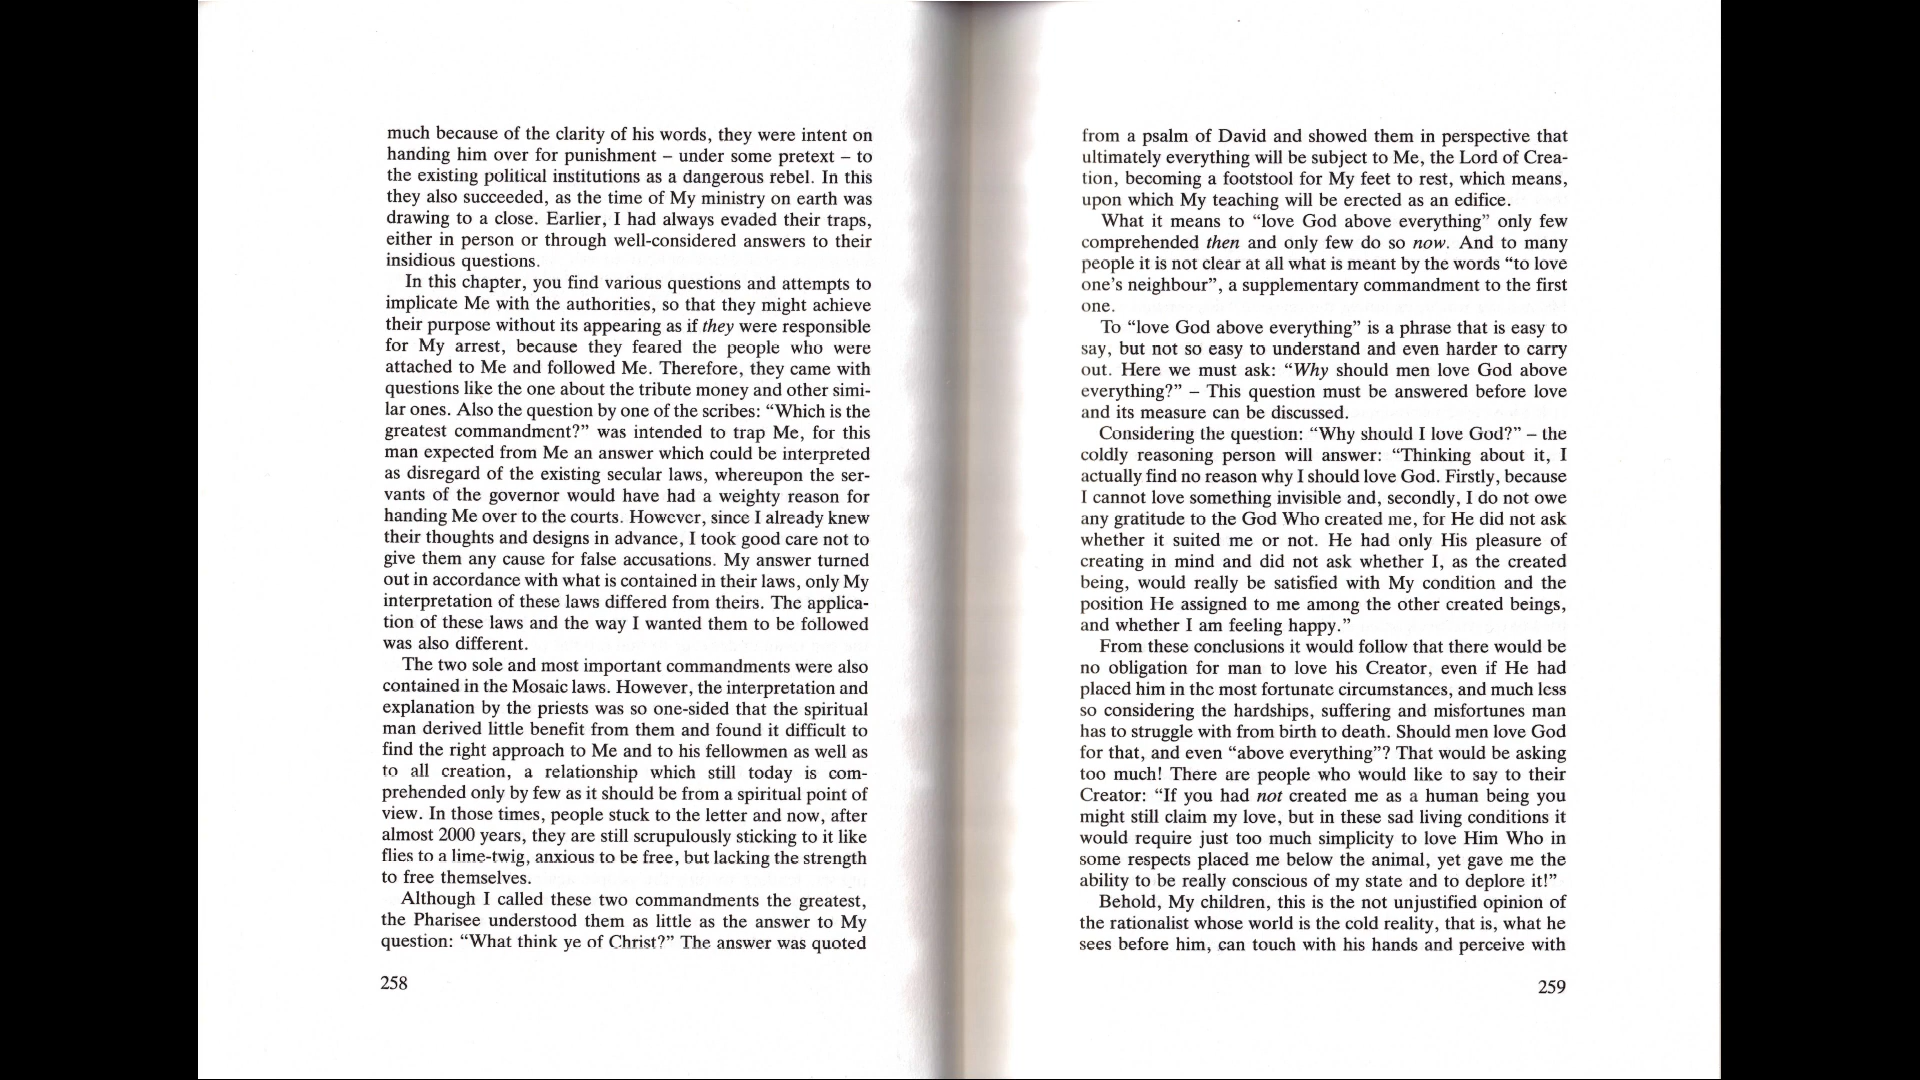 much because of the clarity of his words, they were intent on
handing him over for punishment – under some pretext – to
the existing political institutions as a dangerous rebel. In this
they also succeeded, as the time of My ministry on earth was
drawing to a close. Earlier, I had always evaded their traps,
either in person or through well-considered answers to their
insidious questions.
In this chapter, you find various questions and attempts to
implicate Me with the authorities, so that they might achieve
their purpose without its appearing as if they were responsible
for My arrest, because they feared the people who were
attached to Me and followed Me. Therefore, they came with
questions like the one about the tribute money and other simi-
lar ones. Also the question by one of the scribes: “Which is the
greatest commandment?” was intended to trap Me, for this
man expected from Me an answer which could be interpreted
as disregard of the existing secular laws, whereupon the ser-
vants of the governor would have had a weighty reason for
handing Me over to the courts. However, since I already knew
their thoughts and designs in advance, I took good care not to
give them any cause for false accusations. My answer turned
out in accordance with what is contained in their laws, only My
interpretation of these laws differed from theirs. The applica-
tion of these laws and the way I wanted them to be followed
was also different.
The two sole and most important commandments were also
contained in the Mosaic laws. However, the interpretation and
explanation by the priests was so one-sided that the spiritual
man derived little benefit from them and found it difficult to
find the right approach to Me and to his fellowmen as well as
to all creation, a relationship which still today is com-
prehended only by few as it should be from a spiritual point of
view. In those times, people stuck to the letter and now, after
almost 2000 years, they are still scrupulously sticking to it like
flies to a lime-twig, anxious to be free, but lacking the strength
to free themselves.
Although I called these two commandments the greatest,
the Pharisee understood them as little as the answer to My
question: “What think ye of Christ?” The answer was quoted
258
from a psalm of David and showed them in perspective that
ultimately everything will be subject to Me, the Lord of Crea-
tion, becoming a footstool for My feet to rest, which means,
upon which My teaching will be erected as an edifice.
What it means to “love God above everything” only few
comprehended then and only few do so now. And to many
people it is not clear at all what is meant by the words “to love
one’s neighbour”, a supplementary commandment to the first
one.
To “love God above everything” is a phrase that is easy to
say, but not so easy to understand and even harder to carry
out. Here we must ask: “Why should men love God above
everything?” – This question must be answered before love
and its measure can be discussed.
Considering the question: “Why should I love God?” – the
coldly reasoning person will answer: “Thinking about it, I
actually find no reason why I should love God. Firstly, because
I cannot love something invisible and, secondly, I do not owe
any gratitude to the God Who created me, for He did not ask
whether it suited me or not. He had only His pleasure of
creating in mind and did not ask whether I, as the created
being, would really be satisfied with My condition and the
position He assigned to me among the other created beings,
and whether I am feeling happy.”
From these conclusions it would follow that there would be
no obligation for man to love his Creator, even if He had
placed him in the most fortunate circumstances, and much less
so considering the hardships, suffering and misfortunes man
has to struggle with from birth to death. Should men love God
for that, and even “above everything”? That would be asking
too much! There are people who would like to say to their
Creator: “If you had not created me as a human being you
might still claim my love, but in these sad living conditions it
would require just too much simplicity to love Him Who in
some respects placed me below the animal, yet gave me the
ability to be really conscious of my state and to deplore it!”
Behold, My children, this is the not unjustified opinion of
the rationalist whose world is the cold reality, that is, what he
sees before him, can touch with his hands and perceive with
259